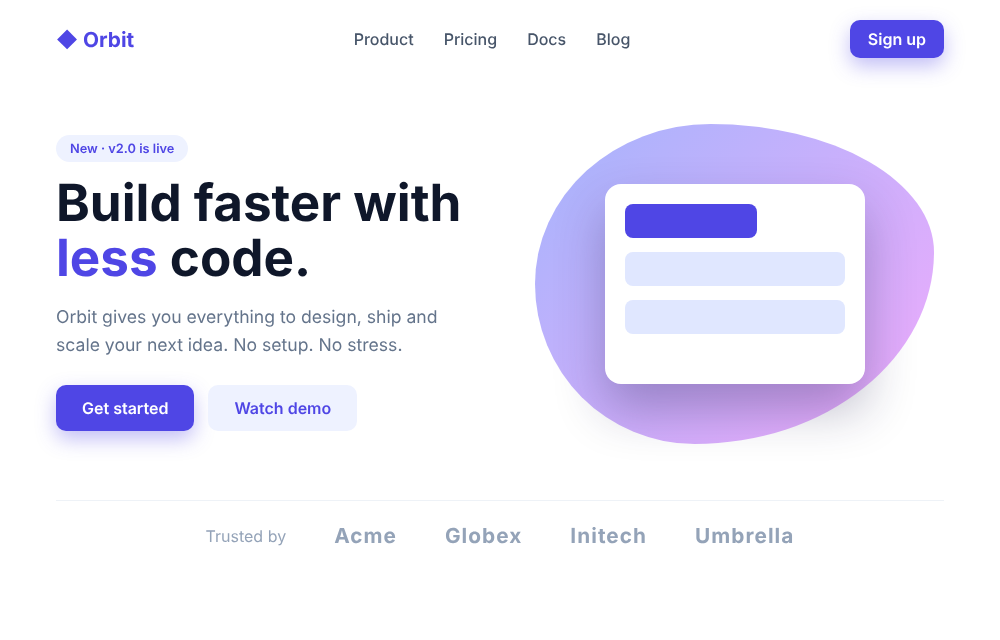 ◆ Orbit
Product Pricing Docs Blog
Sign up
New · v2.0 is live
Build faster with
less code.
Orbit gives you everything to design, ship and
scale your next idea. No setup. No stress.
Get started
Watch demo
Trusted by Acme Globex Initech Umbrella